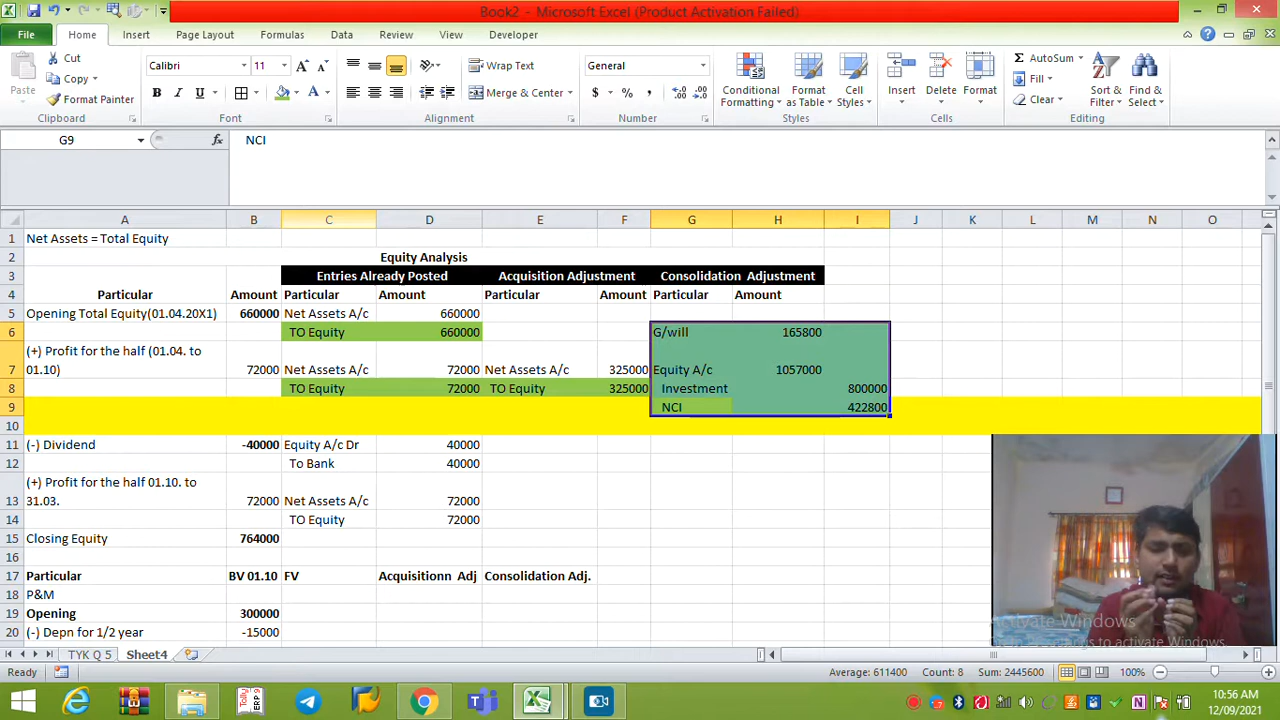 Book2 - Microsoft Excel (Product Activation Failed)
File Home Insert Page Layout Formulas Data Review View Developer
Paste Cut Copy Format Painter Clipboard
Calibri 11 B I U A A A Font
Wrap Text Merge & Center Alignment
General $ % , Number
Conditional Formatting Format as Table Cell Styles Styles
Insert Delete Format Cells
Σ AutoSum Fill Clear Sort & Filter Find & Select Editing
G9 fx NCI
A B C D E F G H I J K L M N O
1 Net Assets = Total Equity
2 Equity Analysis
3 Entries Already Posted Acquisition Adjustment Consolidation Adjustment
4 Particular Amount Particular Amount Particular Amount Particular Amount
5 Opening Total Equity(01.04.20X1) 660000 Net Assets A/c 660000
6 TO Equity 660000 G/will 165800
(+) Profit for the half (01.04. to
7 01.10) 72000 Net Assets A/c 72000 Net Assets A/c 325000 Equity A/c 1057000
8 TO Equity 72000 TO Equity 325000 Investment 800000
9 NCI 422800
10
11 (-) Dividend -40000 Equity A/c Dr 40000
12 To Bank 40000
(+) Profit for the half 01.10. to
13 31.03. 72000 Net Assets A/c 72000
14 TO Equity 72000
15 Closing Equity 764000
16
17 Particular BV 01.10 FV Acquisitionn Adj Consolidation Adj.
18 P&M
19 Opening 300000
20 (-) Depn for 1/2 year -15000
Activate Windows
TYK Q 5 Sheet4
Ready Average: 611400 Count: 8 Sum: 2445600 100%
10:56 AM
12/09/2021